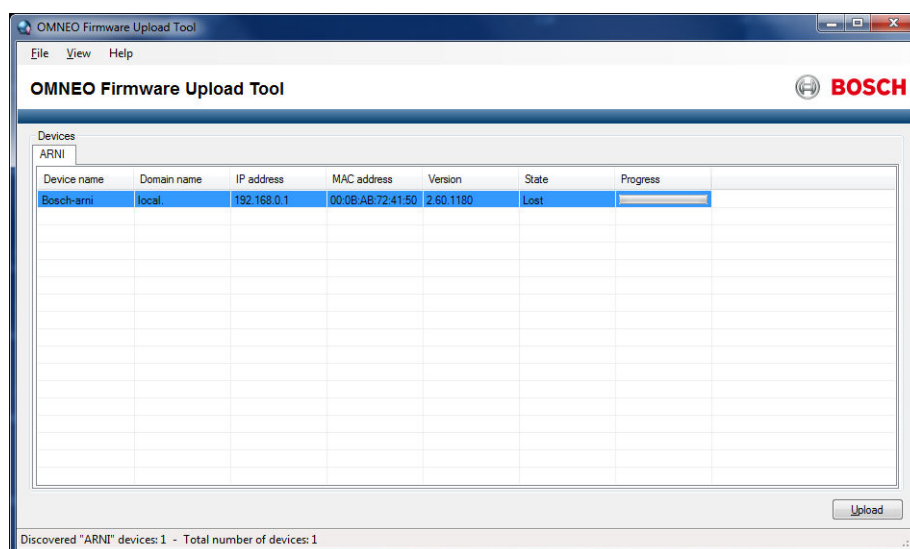 OMNEO Firmware Upload Tool
File View Help
OMNEO Firmware Upload Tool
BOSCH
Devices
ARNI
Device name Domain name IP address MAC address Version State Progress
Bosch-arni local. 192.168.0.1 00:0B:AB:72:41:50 2.60.1180 Lost
Upload
Discovered "ARNI" devices: 1 - Total number of devices: 1